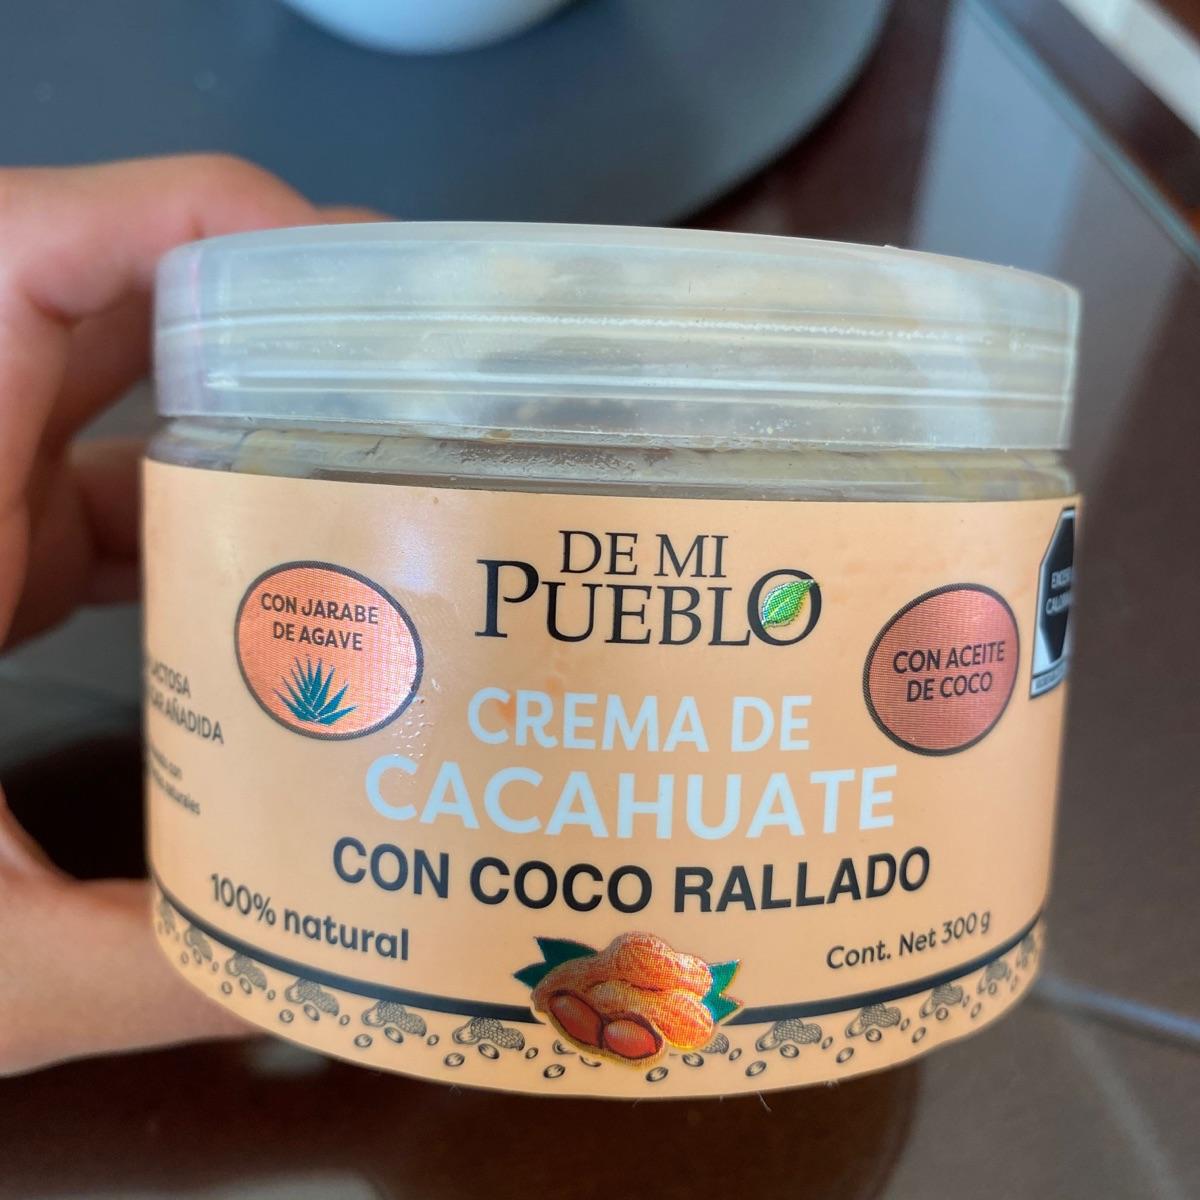 DE MI
PUEBLO
CON JARABE
DE AGAVE
CON ACEITE
DE COCO
CREMA DE
CACAHUATE
CON COCO RALLADO
100% natural
Cont. Net 300 g
AÑADIDA